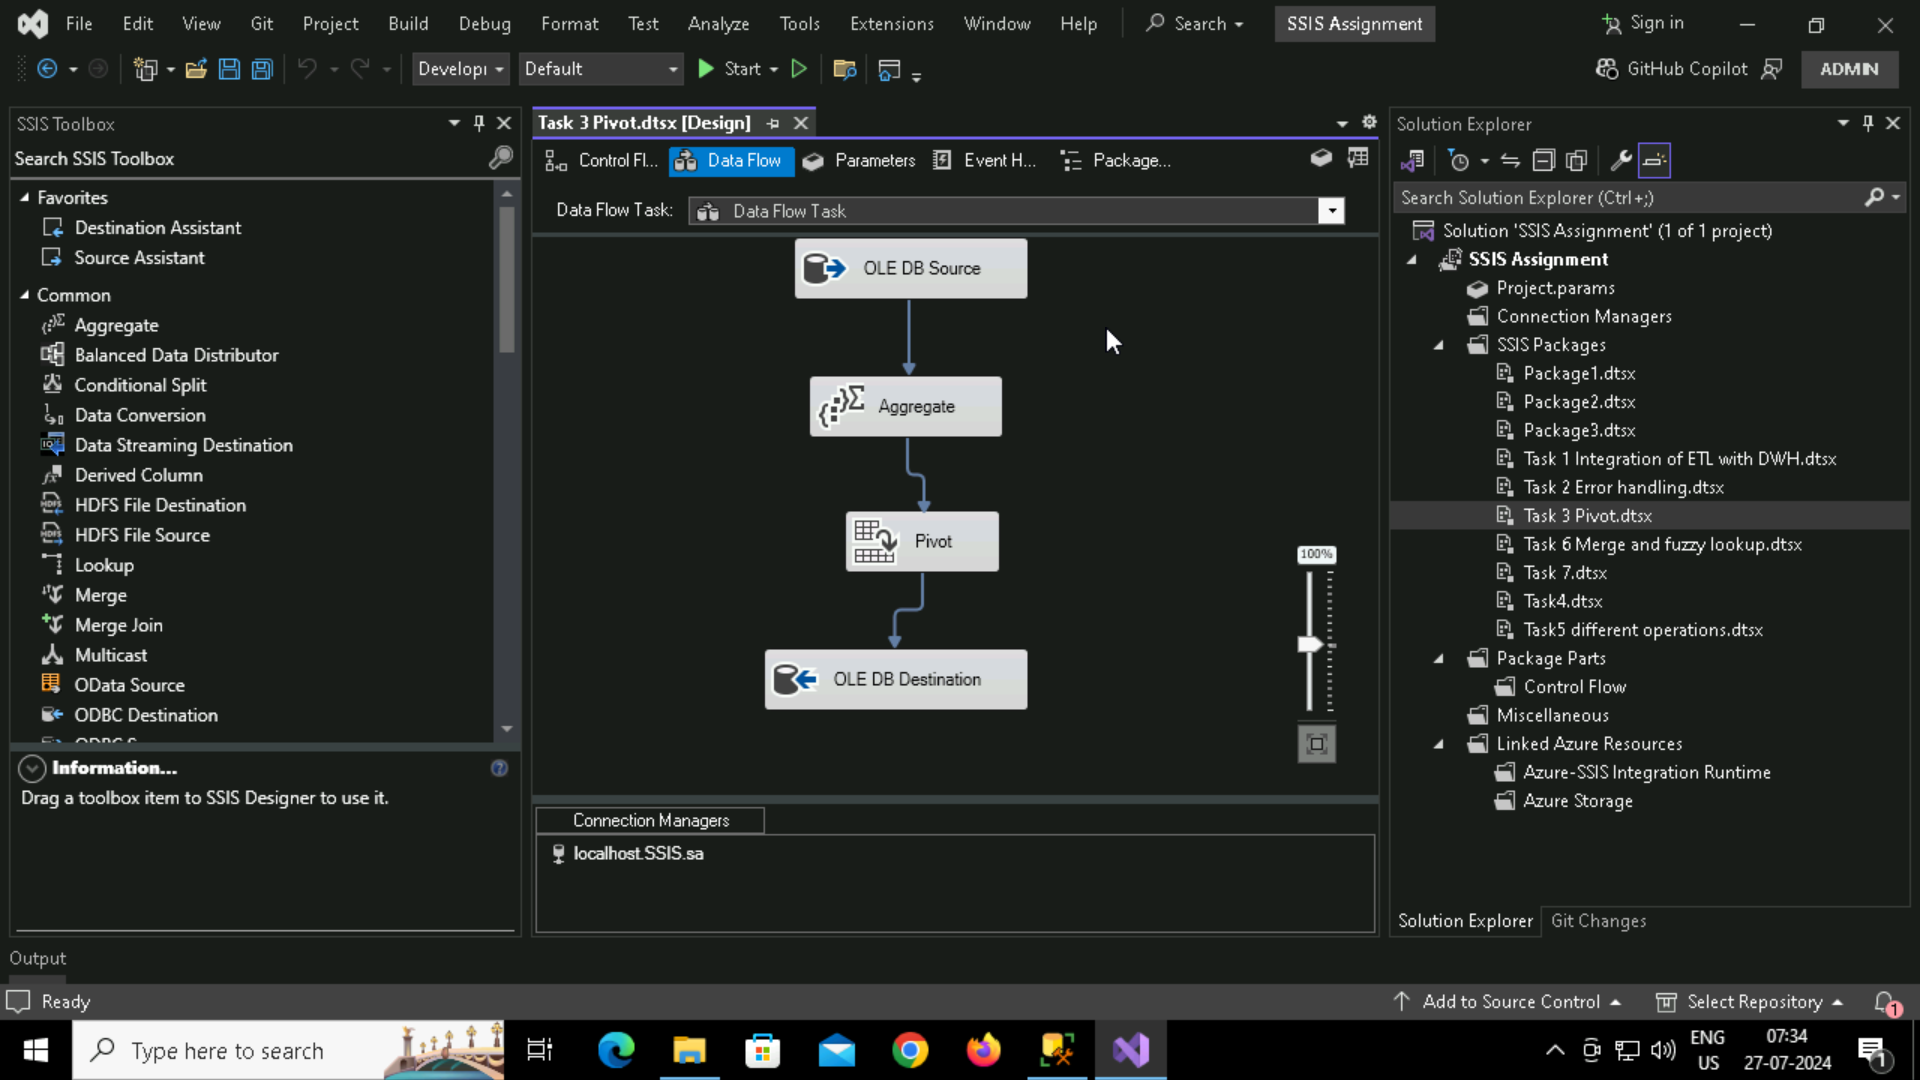 File Edit View Git Project Build Debug Format Test Analyze Tools Extensions Window Help Search SSIS Assignment Sign in
Developi Default Start GitHub Copilot ADMIN
SSIS Toolbox
Search SSIS Toolbox
Favorites
Destination Assistant
Source Assistant
Common
Aggregate
Balanced Data Distributor
Conditional Split
Data Conversion
Data Streaming Destination
Derived Column
HDFS File Destination
HDFS File Source
Lookup
Merge
Merge Join
Multicast
OData Source
ODBC Destination
Information...
Drag a toolbox item to SSIS Designer to use it.
Task 3 Pivot.dtsx [Design]
Control Fl... Data Flow Parameters Event H... Package...
Data Flow Task: Data Flow Task
OLE DB Source
Aggregate
Pivot
OLE DB Destination
100%
Connection Managers
localhost.SSIS.sa
Solution Explorer
Search Solution Explorer (Ctrl+;)
Solution 'SSIS Assignment' (1 of 1 project)
SSIS Assignment
Project.params
Connection Managers
SSIS Packages
Package1.dtsx
Package2.dtsx
Package3.dtsx
Task 1 Integration of ETL with DWH.dtsx
Task 2 Error handling.dtsx
Task 3 Pivot.dtsx
Task 6 Merge and fuzzy lookup.dtsx
Task 7.dtsx
Task4.dtsx
Task5 different operations.dtsx
Package Parts
Control Flow
Miscellaneous
Linked Azure Resources
Azure-SSIS Integration Runtime
Azure Storage
Solution Explorer Git Changes
Output
Ready Add to Source Control Select Repository 1
Type here to search ENG US 07:34 27-07-2024 1